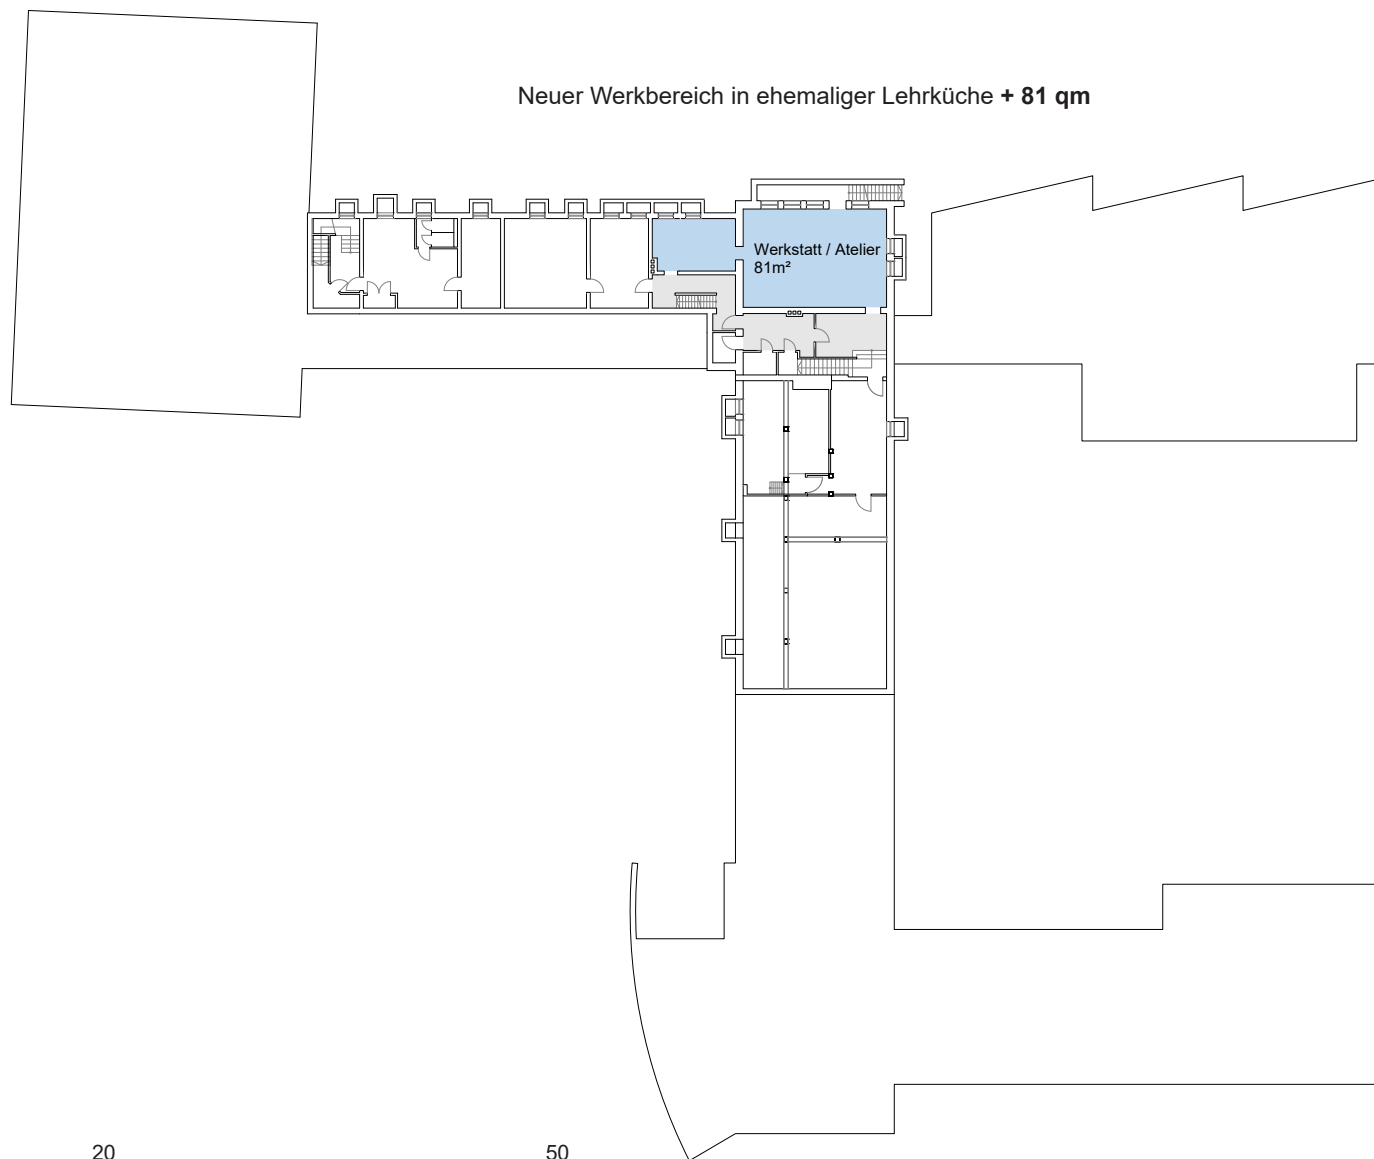 Neuer Werkbereich in ehemaliger Lehrküche + 81 qm
Werkstatt / Atelier
81m²
20
50